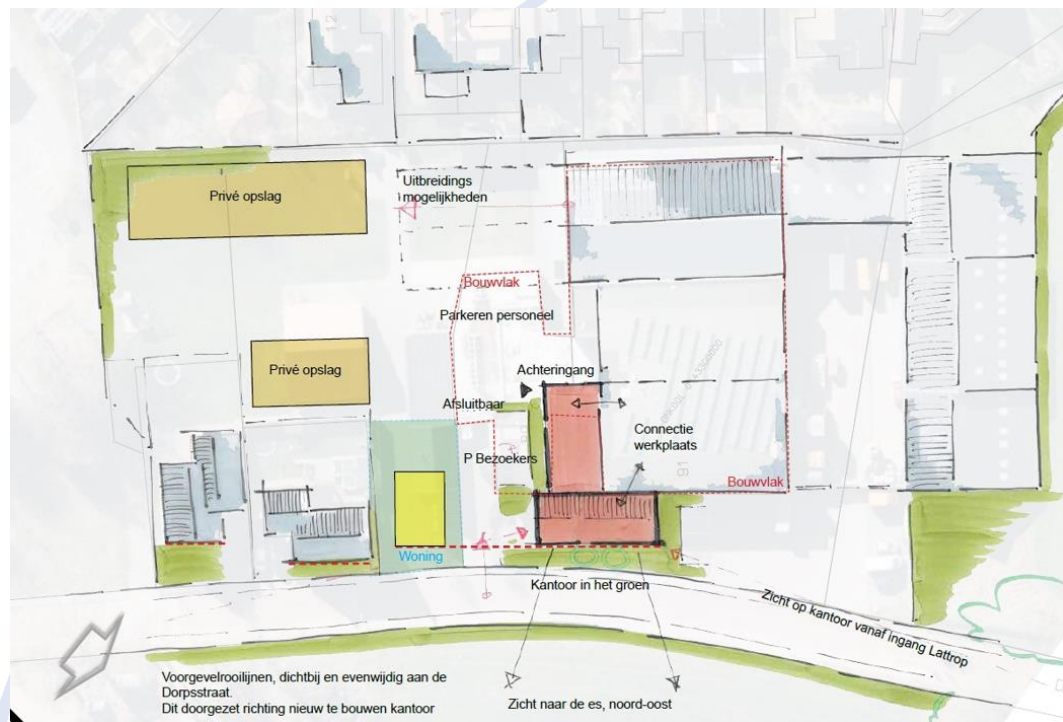 Privé opslag
Uitbreidings
mogelijkheden
Bouwvlak
Parkeren personeel
Privé opslag
Achteringang
Afsluitbaar
Connectie
werkplaats
P Bezoekers
91
Bouwvlak
Woning
Kantoor in het groen
Zicht op kantoor vanaf ingang Lattrop
Voorgevelrooilijnen, dichtbij en evenwijdig aan de
Dorpsstraat.
Dit doorgezet richting nieuw te bouwen kantoor
Zicht naar de es, noord-oost